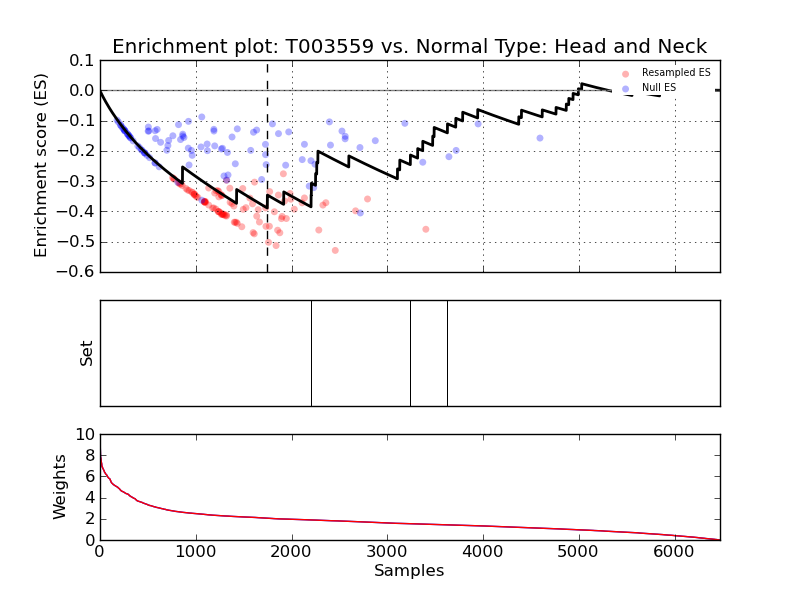 Enrichment plot: T003559 vs. Normal Type: Head and Neck
Enrichment score (ES)
0.1
0.0
−0.1
−0.2
−0.3
−0.4
−0.5
−0.6
Resampled ES
Null ES
Set
Weights
10
8
6
4
2
0
0 1000 2000 3000 4000 5000 6000
Samples